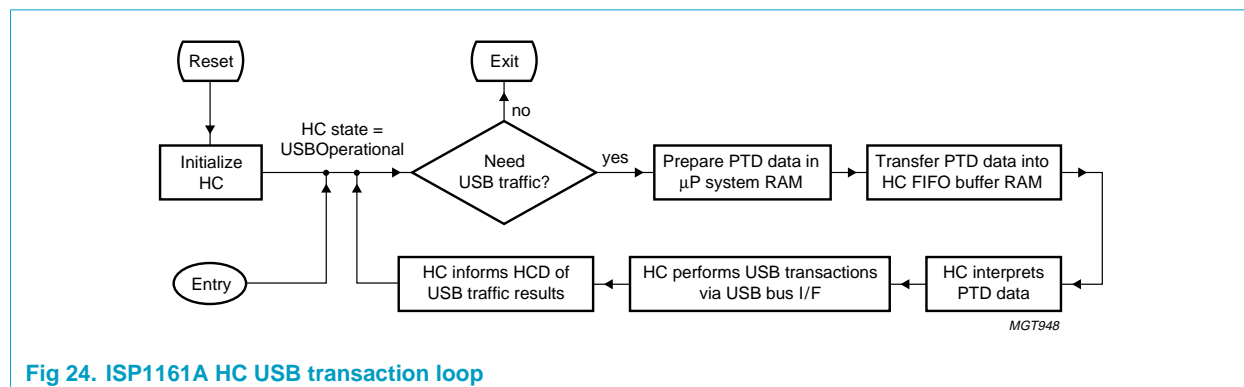 Reset
Exit
no
HC state =
USBOperational
Initialize
HC
Need
USB traffic?
yes
Prepare PTD data in
μP system RAM
Transfer PTD data into
HC FIFO buffer RAM
Entry
HC informs HCD of
USB traffic results
HC performs USB transactions
via USB bus I/F
HC interprets
PTD data
MGT948
Fig 24. ISP1161A HC USB transaction loop